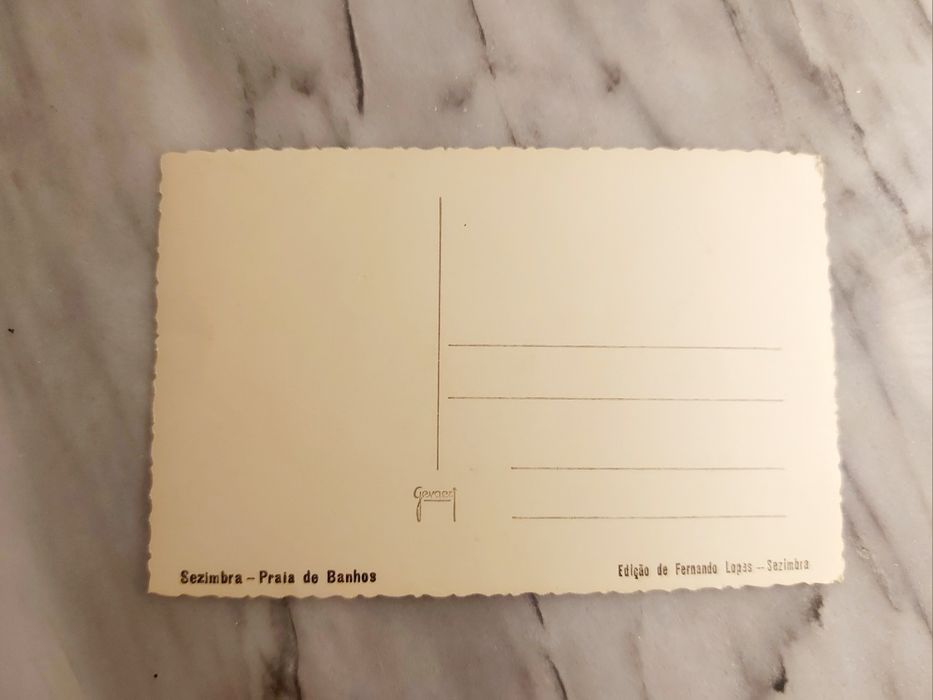 Gevaert
Sezimbra – Praia de Banhos
Edição de Fernando Lopes – Sezimbra